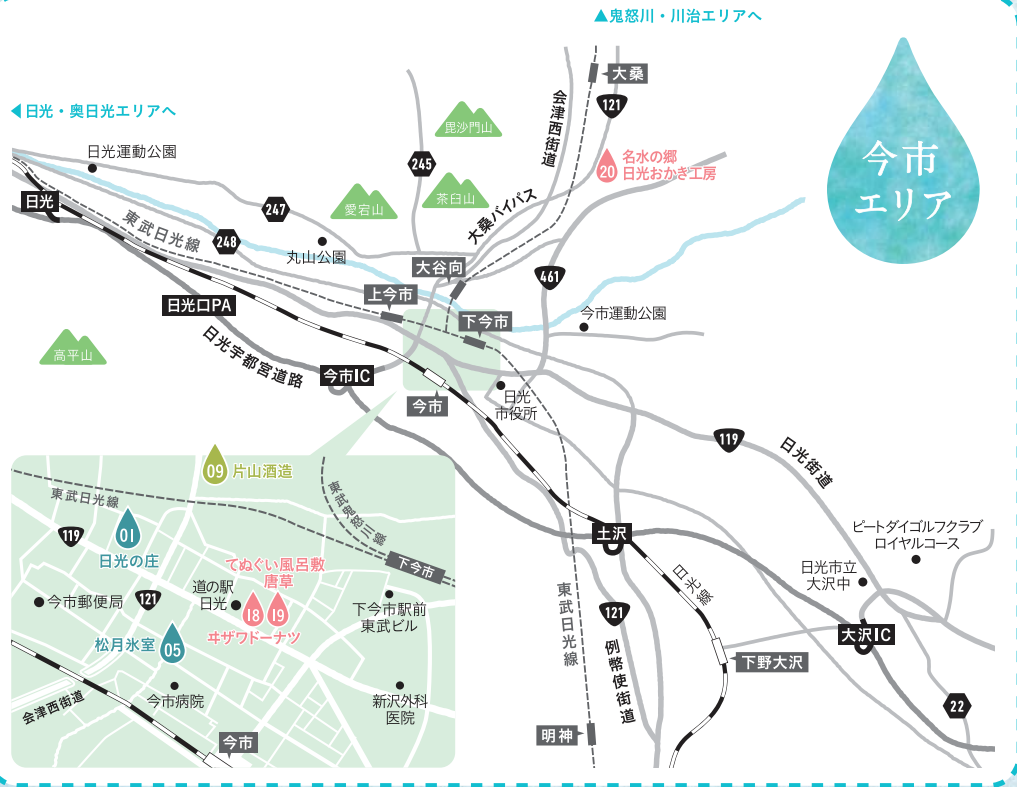 ▲鬼怒川・川治エリアへ
◀日光・奥日光エリアへ
今市
エリア
大桑
121
会津西街道
毘沙門山
名水の郷
20
日光おかき工房
日光運動公園
245
茶臼山
愛宕山
大桑バイパス
日光
247
東武日光線
248
丸山公園
大谷向
461
上今市
日光口PA
下今市
今市運動公園
高平山
日光宇都宮道路
今市IC
今市
日光
市役所
119
日光街道
ピートダイゴルフクラブ
ロイヤルコース
土沢
日光市立
大沢中
日光線
東武日光線
121
例幣使街道
大沢IC
下野大沢
22
明神
09
片山酒造
東武日光線
東武鬼怒川線
119
01
日光の庄
下今市
てぬぐい風呂敷
唐草
道の駅
日光
18
19
ヰザワドーナツ
今市郵便局
121
下今市駅前
東武ビル
松月氷室
05
今市病院
新沢外科
医院
会津西街道
今市